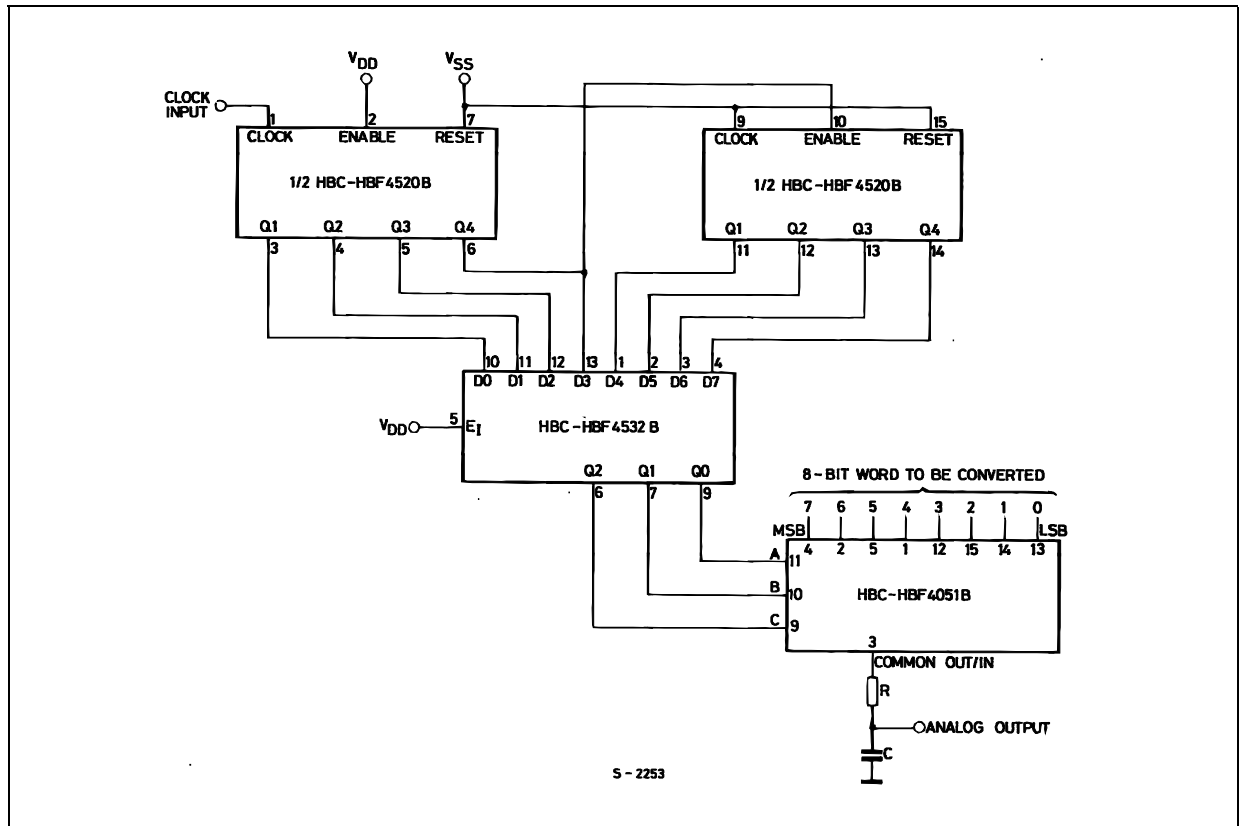 VDD
VSS
CLOCK INPUT
1 2 7
CLOCK ENABLE RESET
1/2 HBC-HBF4520B
Q1 Q2 Q3 Q4
3 4 5 6
9 10 15
CLOCK ENABLE RESET
1/2 HBC-HBF4520B
Q1 Q2 Q3 Q4
11 12 13 14
10 11 12 13 1 2 3 4
D0 D1 D2 D3 D4 D5 D6 D7
VDD 5 EI
HBC-HBF4532B
Q2 Q1 Q0
6 7 9
8-BIT WORD TO BE CONVERTED
7 6 5 4 3 2 1 0
MSB LSB
4 2 5 1 12 15 14 13
A 11
B 10
C 9
HBC-HBF4051B
3
COMMON OUT/IN
R
ANALOG OUTPUT
C
S-2253